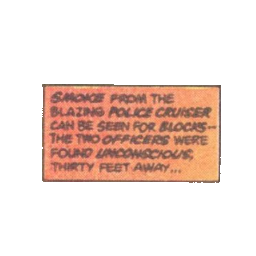 SMOKE FROM THE
BLAZING POLICE CRUISER
CAN BE SEEN FOR BLOCKS--
THE TWO OFFICERS WERE
FOUND UNCONSCIOUS,
THIRTY FEET AWAY...